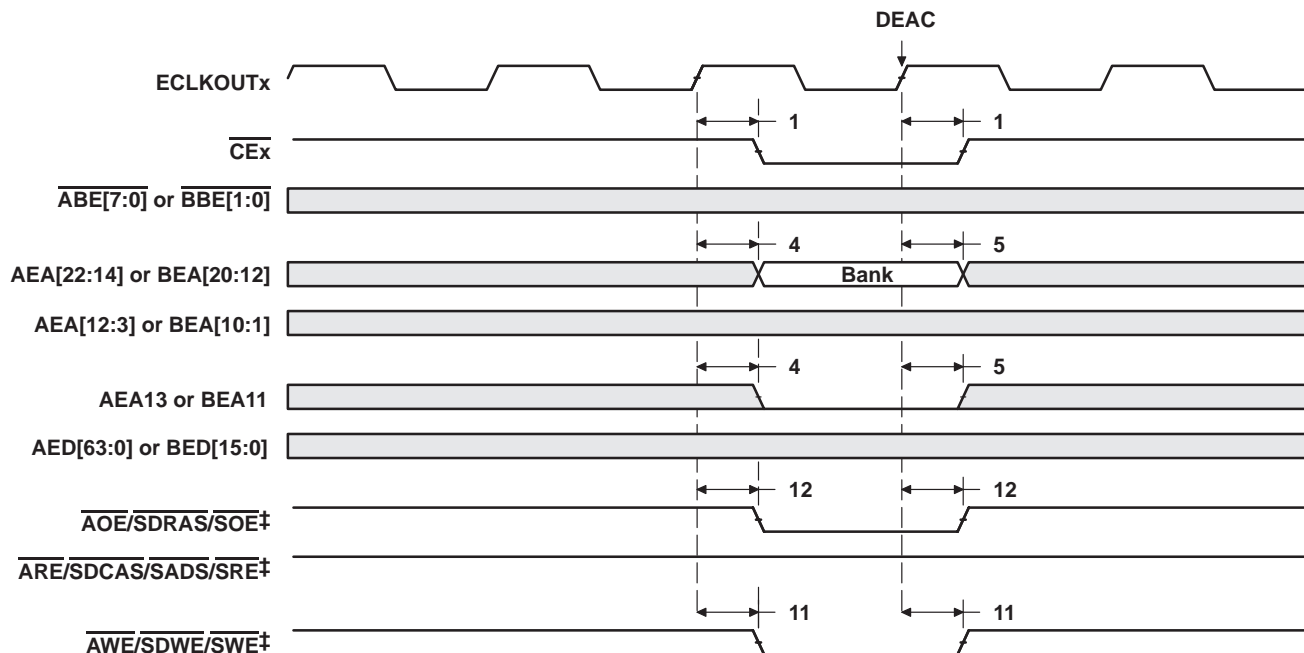 DEAC
ECLKOUTx
1 1
CEx
ABE[7:0] or BBE[1:0]
4 5
AEA[22:14] or BEA[20:12] Bank
AEA[12:3] or BEA[10:1]
4 5
AEA13 or BEA11
AED[63:0] or BED[15:0]
12 12
AOE/SDRAS/SOE‡
ARE/SDCAS/SADS/SRE‡
11 11
AWE/SDWE/SWE‡